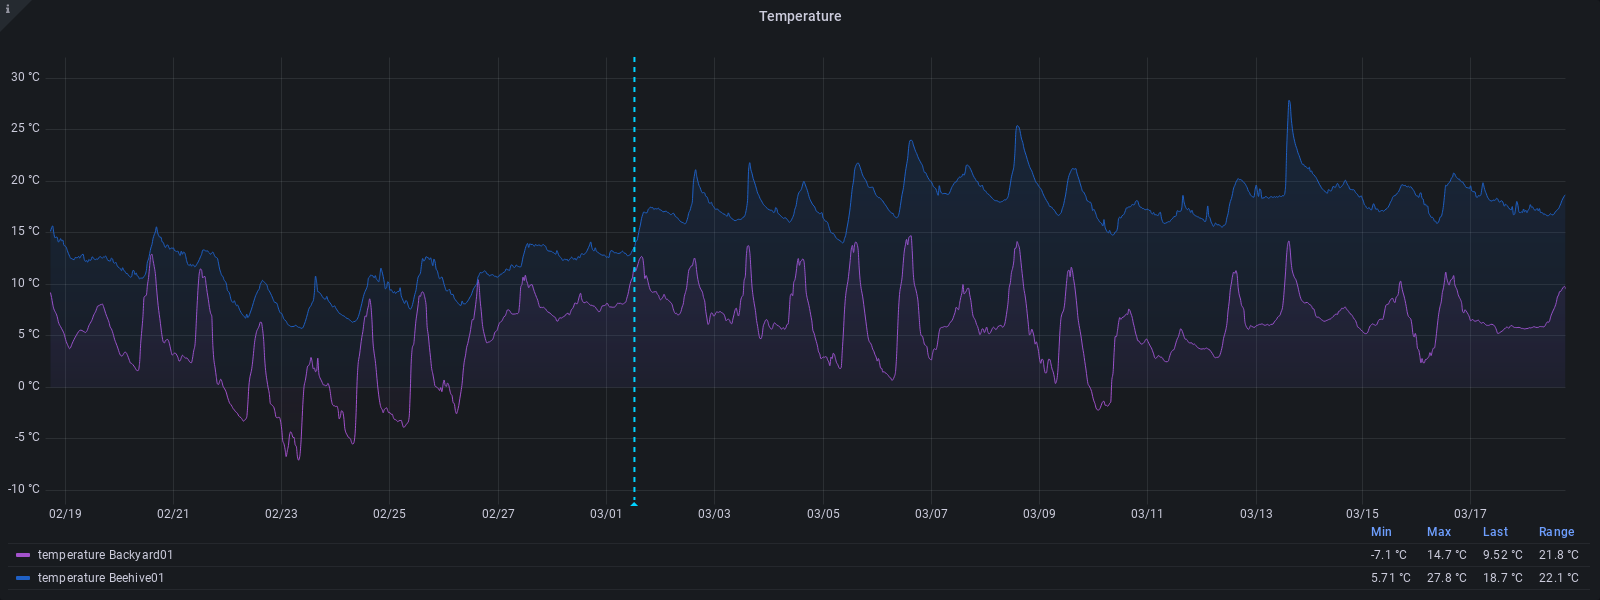 i
Temperature
30 °C
25 °C
20 °C
15 °C
10 °C
5 °C
0 °C
-5 °C
-10 °C
02/19 02/21 02/23 02/25 02/27 03/01 03/03 03/05 03/07 03/09 03/11 03/13 03/15 03/17
Min Max Last Range
temperature Backyard01 -7.1 °C 14.7 °C 9.52 °C 21.8 °C
temperature Beehive01 5.71 °C 27.8 °C 18.7 °C 22.1 °C